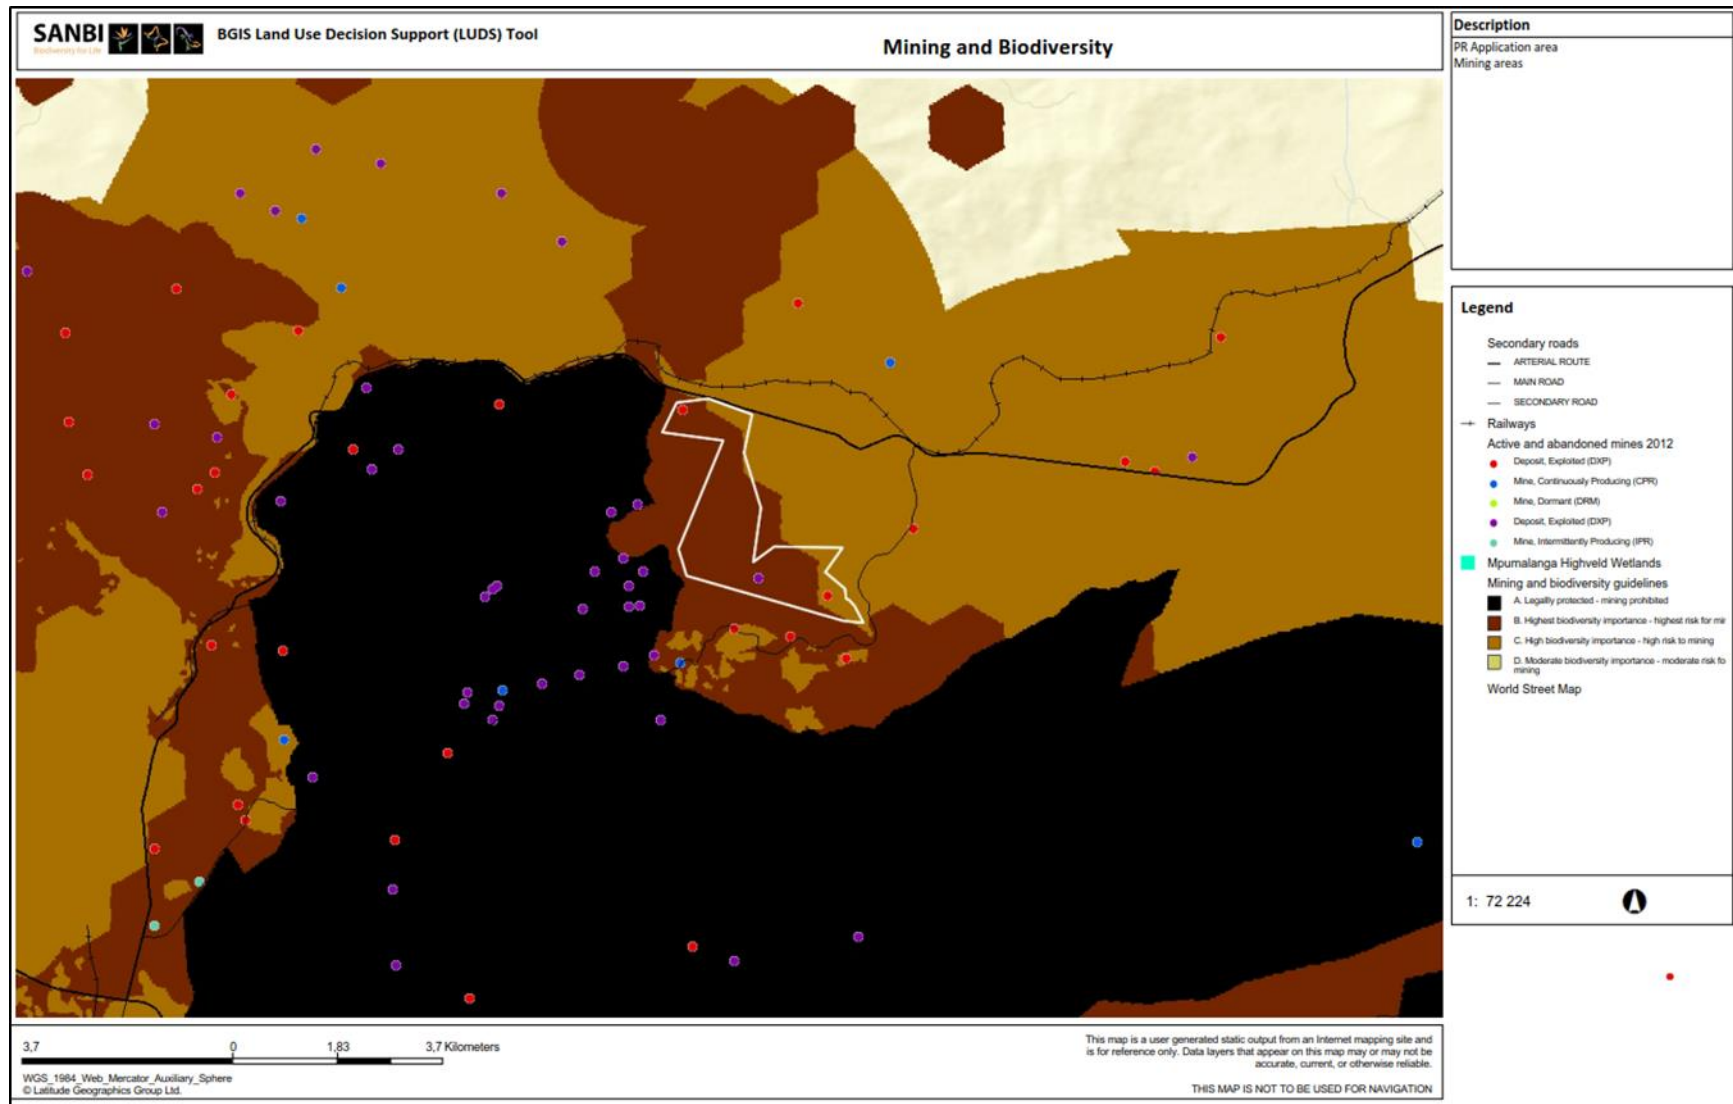 SANBI
Biodiversity for Life
BGIS Land Use Decision Support (LUDS) Tool
Mining and Biodiversity
Description
PR Application area
Mining areas
Legend
Secondary roads
ARTERIAL ROUTE
MAIN ROAD
SECONDARY ROAD
Railways
Active and abandoned mines 2012
Deposit, Exploited (DXP)
Mine, Continuously Producing (CPR)
Mine, Dormant (DRM)
Deposit, Exploited (DXP)
Mine, Intermittently Producing (IPR)
Mpumalanga Highveld Wetlands
Mining and biodiversity guidelines
A. Legallly protected - mining prohibited
B. Highest biodiversity importance - highest risk for mir
C. High biodiversity importance - high risk to mining
D. Moderate biodiversity importance - moderate risk fo
mining
World Street Map
1: 72 224
3,7 0 1,83 3,7 Kilometers
WGS_1984_Web_Mercator_Auxiliary_Sphere
© Latitude Geographics Group Ltd.
This map is a user generated static output from an Internet mapping site and
is for reference only. Data layers that appear on this map may or may not be
accurate, current, or otherwise reliable.
THIS MAP IS NOT TO BE USED FOR NAVIGATION